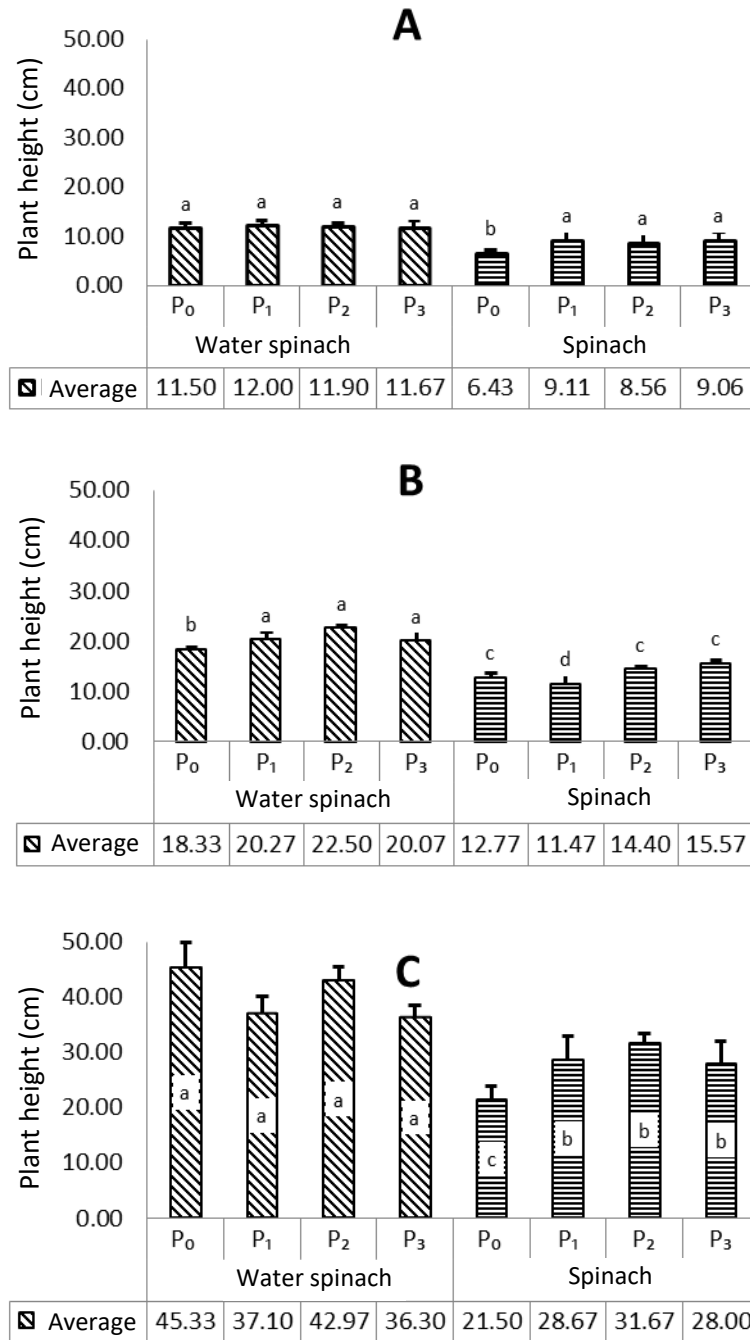 A
Plant height (cm)
50.00
40.00
30.00
20.00
10.00
0.00
a a a a b a a a
P₀ P₁ P₂ P₃ P₀ P₁ P₂ P₃
Water spinach Spinach
Average 11.50 12.00 11.90 11.67 6.43 9.11 8.56 9.06
B
Plant height (cm)
50.00
40.00
30.00
20.00
10.00
0.00
b a a a c d c c
P₀ P₁ P₂ P₃ P₀ P₁ P₂ P₃
Water spinach Spinach
Average 18.33 20.27 22.50 20.07 12.77 11.47 14.40 15.57
C
Plant height (cm)
50.00
40.00
30.00
20.00
10.00
0.00
a a a a c b b b
P₀ P₁ P₂ P₃ P₀ P₁ P₂ P₃
Water spinach Spinach
Average 45.33 37.10 42.97 36.30 21.50 28.67 31.67 28.00